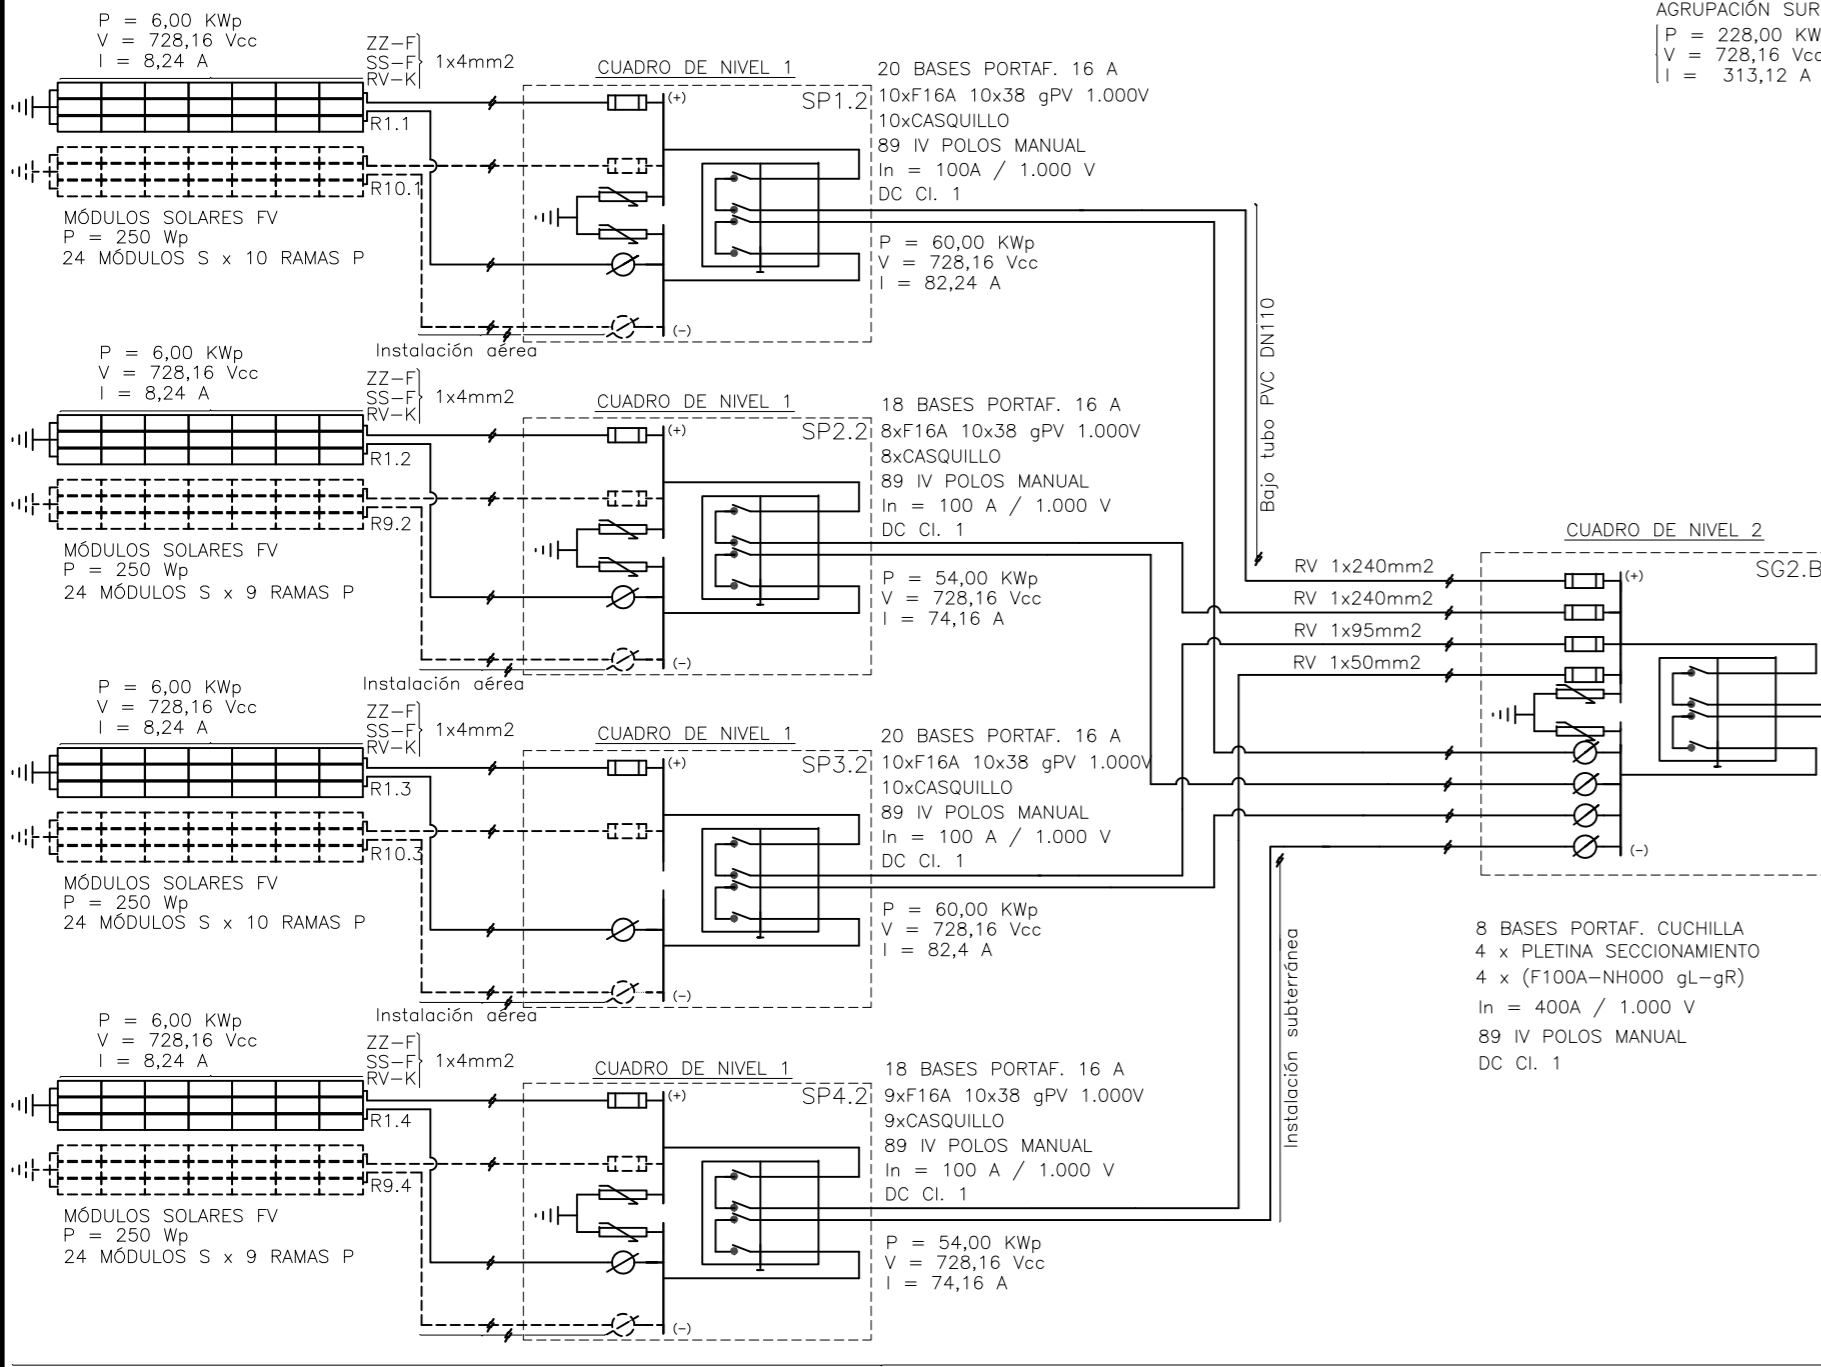 P = 6,00 KWp
V = 728,16 Vcc
I = 8,24 A
ZZ-F
SS-F
RV-K
1x4mm2
R1.1
R10.1
MÓDULOS SOLARES FV
P = 250 Wp
24 MÓDULOS S x 10 RAMAS P
CUADRO DE NIVEL 1
SP1.2
(+)
(-)
Instalación aérea
20 BASES PORTAF. 16 A
10xF16A 10x38 gPV 1.000V
10xCASQUILLO
89 IV POLOS MANUAL
In = 100A / 1.000 V
DC Cl. 1
P = 60,00 KWp
V = 728,16 Vcc
I = 82,24 A
P = 6,00 KWp
V = 728,16 Vcc
I = 8,24 A
ZZ-F
SS-F
RV-K
1x4mm2
R1.2
R9.2
MÓDULOS SOLARES FV
P = 250 Wp
24 MÓDULOS S x 9 RAMAS P
CUADRO DE NIVEL 1
SP2.2
(+)
(-)
Instalación aérea
18 BASES PORTAF. 16 A
8xF16A 10x38 gPV 1.000V
8xCASQUILLO
89 IV POLOS MANUAL
In = 100 A / 1.000 V
DC Cl. 1
P = 54,00 KWp
V = 728,16 Vcc
I = 74,16 A
P = 6,00 KWp
V = 728,16 Vcc
I = 8,24 A
ZZ-F
SS-F
RV-K
1x4mm2
R1.3
R10.3
MÓDULOS SOLARES FV
P = 250 Wp
24 MÓDULOS S x 10 RAMAS P
CUADRO DE NIVEL 1
SP3.2
(+)
(-)
Instalación aérea
20 BASES PORTAF. 16 A
10xF16A 10x38 gPV 1.000V
10xCASQUILLO
89 IV POLOS MANUAL
In = 100 A / 1.000 V
DC Cl. 1
P = 60,00 KWp
V = 728,16 Vcc
I = 82,4 A
P = 6,00 KWp
V = 728,16 Vcc
I = 8,24 A
ZZ-F
SS-F
RV-K
1x4mm2
R1.4
R9.4
MÓDULOS SOLARES FV
P = 250 Wp
24 MÓDULOS S x 9 RAMAS P
CUADRO DE NIVEL 1
SP4.2
(+)
(-)
18 BASES PORTAF. 16 A
9xF16A 10x38 gPV 1.000V
9xCASQUILLO
89 IV POLOS MANUAL
In = 100 A / 1.000 V
DC Cl. 1
P = 54,00 KWp
V = 728,16 Vcc
I = 74,16 A
Bajo tubo PVC DN110
Instalación subterránea
RV 1x240mm2
RV 1x240mm2
RV 1x95mm2
RV 1x50mm2
AGRUPACIÓN SUR
P = 228,00 KW
V = 728,16 Vcc
I = 313,12 A
CUADRO DE NIVEL 2
SG2.B
(+)
(-)
8 BASES PORTAF. CUCHILLA
4 x PLETINA SECCIONAMIENTO
4 x (F100A-NH000 gL-gR)
In = 400A / 1.000 V
89 IV POLOS MANUAL
DC Cl. 1